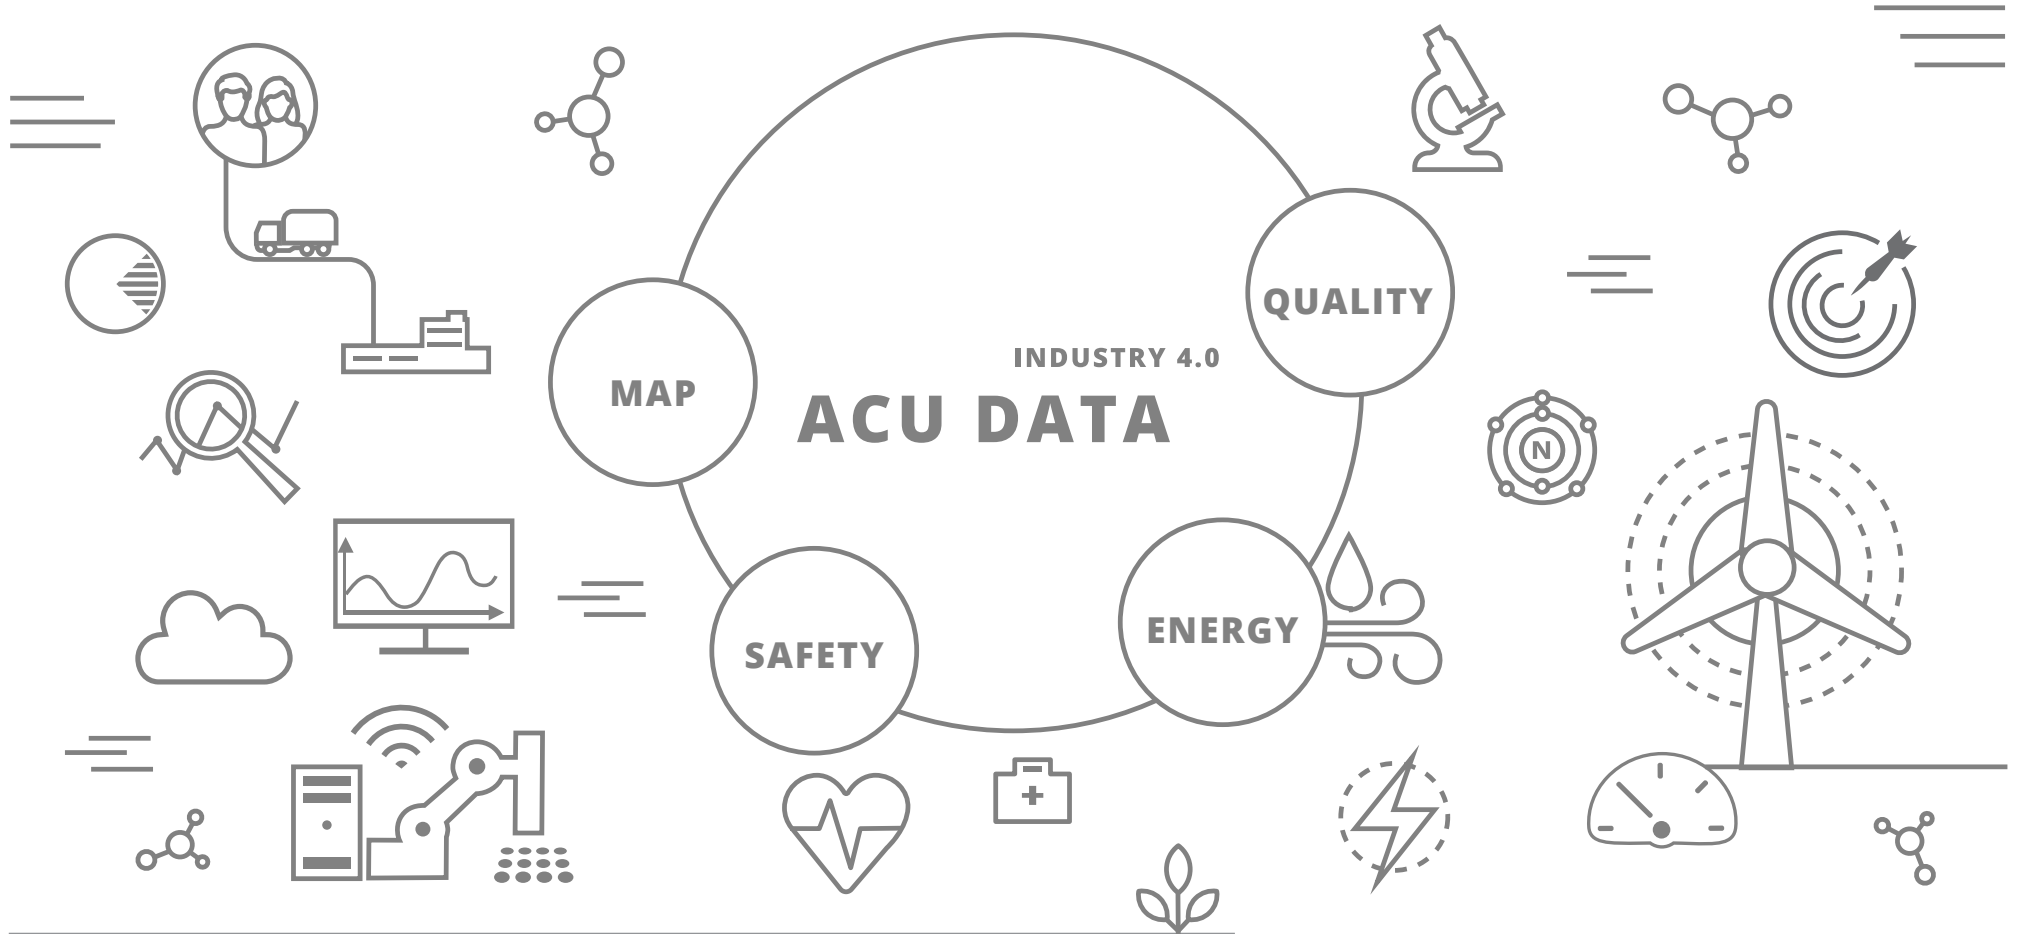 QUALITY
INDUSTRY 4.0
MAP
ACU DATA
N
ENERGY
SAFETY